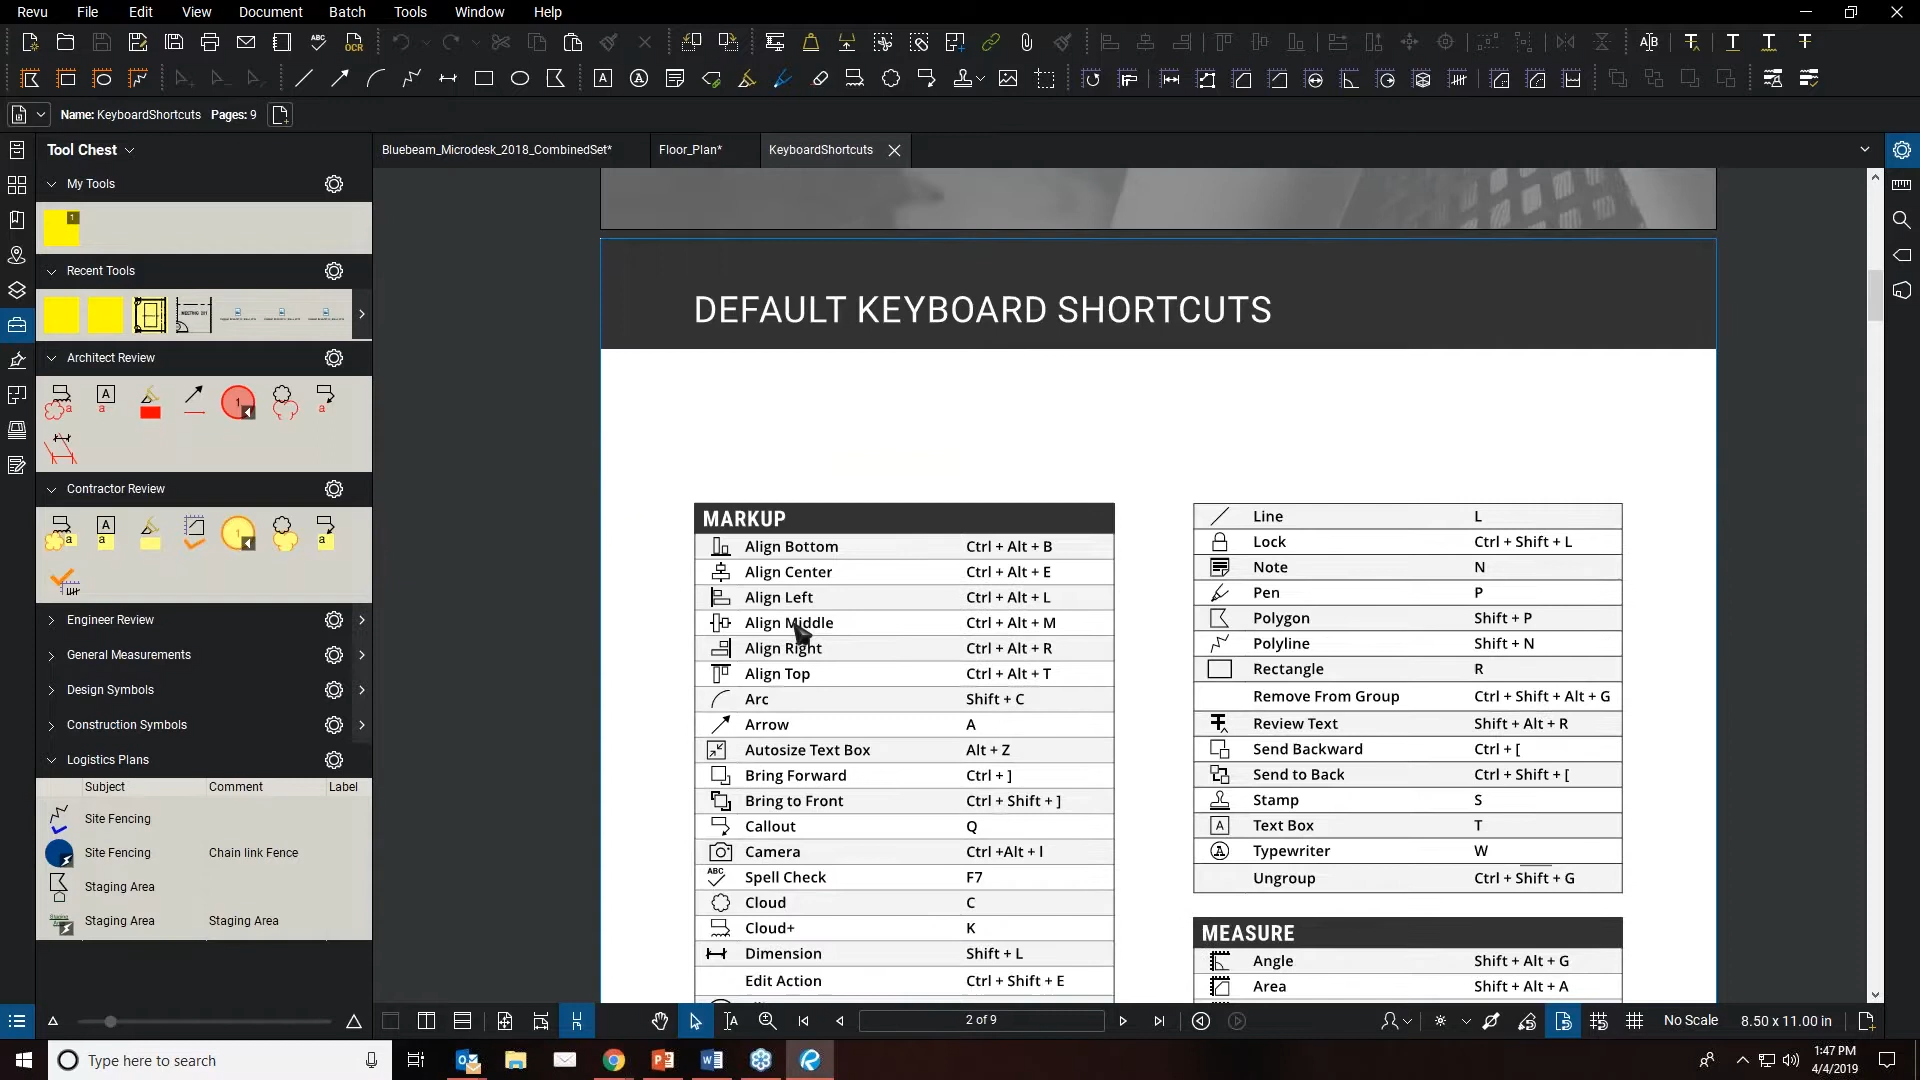 Revu File Edit View Document Batch Tools Window Help
Name: KeyboardShortcuts Pages: 9
Tool Chest
Bluebeam_Microdesk_2018_CombinedSet* Floor_Plan* KeyboardShortcuts
My Tools
1
Recent Tools
Architect Review
Contractor Review
Engineer Review
General Measurements
Design Symbols
Construction Symbols
Logistics Plans
Subject Comment Label
Site Fencing
Site Fencing Chain link Fence
Staging Area
Staging Area Staging Area
DEFAULT KEYBOARD SHORTCUTS
MARKUP
Align Bottom Ctrl + Alt + B
Align Center Ctrl + Alt + E
Align Left Ctrl + Alt + L
Align Middle Ctrl + Alt + M
Align Right Ctrl + Alt + R
Align Top Ctrl + Alt + T
Arc Shift + C
Arrow A
Autosize Text Box Alt + Z
Bring Forward Ctrl + ]
Bring to Front Ctrl + Shift + ]
Callout Q
Camera Ctrl +Alt + I
ABC Spell Check F7
Cloud C
Cloud+ K
Dimension Shift + L
Edit Action Ctrl + Shift + E
Line L
Lock Ctrl + Shift + L
Note N
Pen P
Polygon Shift + P
Polyline Shift + N
Rectangle R
Remove From Group Ctrl + Shift + Alt + G
Review Text Shift + Alt + R
Send Backward Ctrl + [
Send to Back Ctrl + Shift + [
Stamp S
Text Box T
Typewriter W
Ungroup Ctrl + Shift + G
MEASURE
Angle Shift + Alt + G
Area Shift + Alt + A
2 of 9 No Scale 8.50 x 11.00 in
Type here to search 1:47 PM
4/4/2019